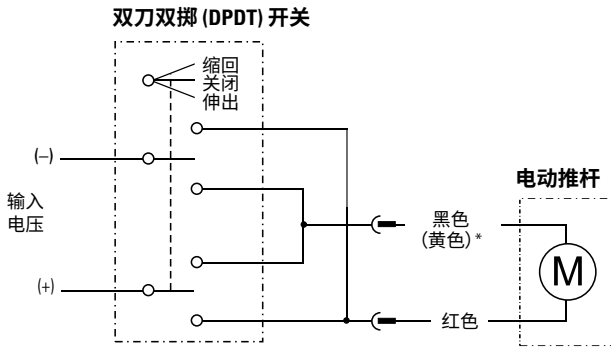 双刀双掷 (DPDT) 开关
缩回
关闭
伸出
(–)
输入
电压
(+)
黑色
(黄色) *
红色
电动推杆
M